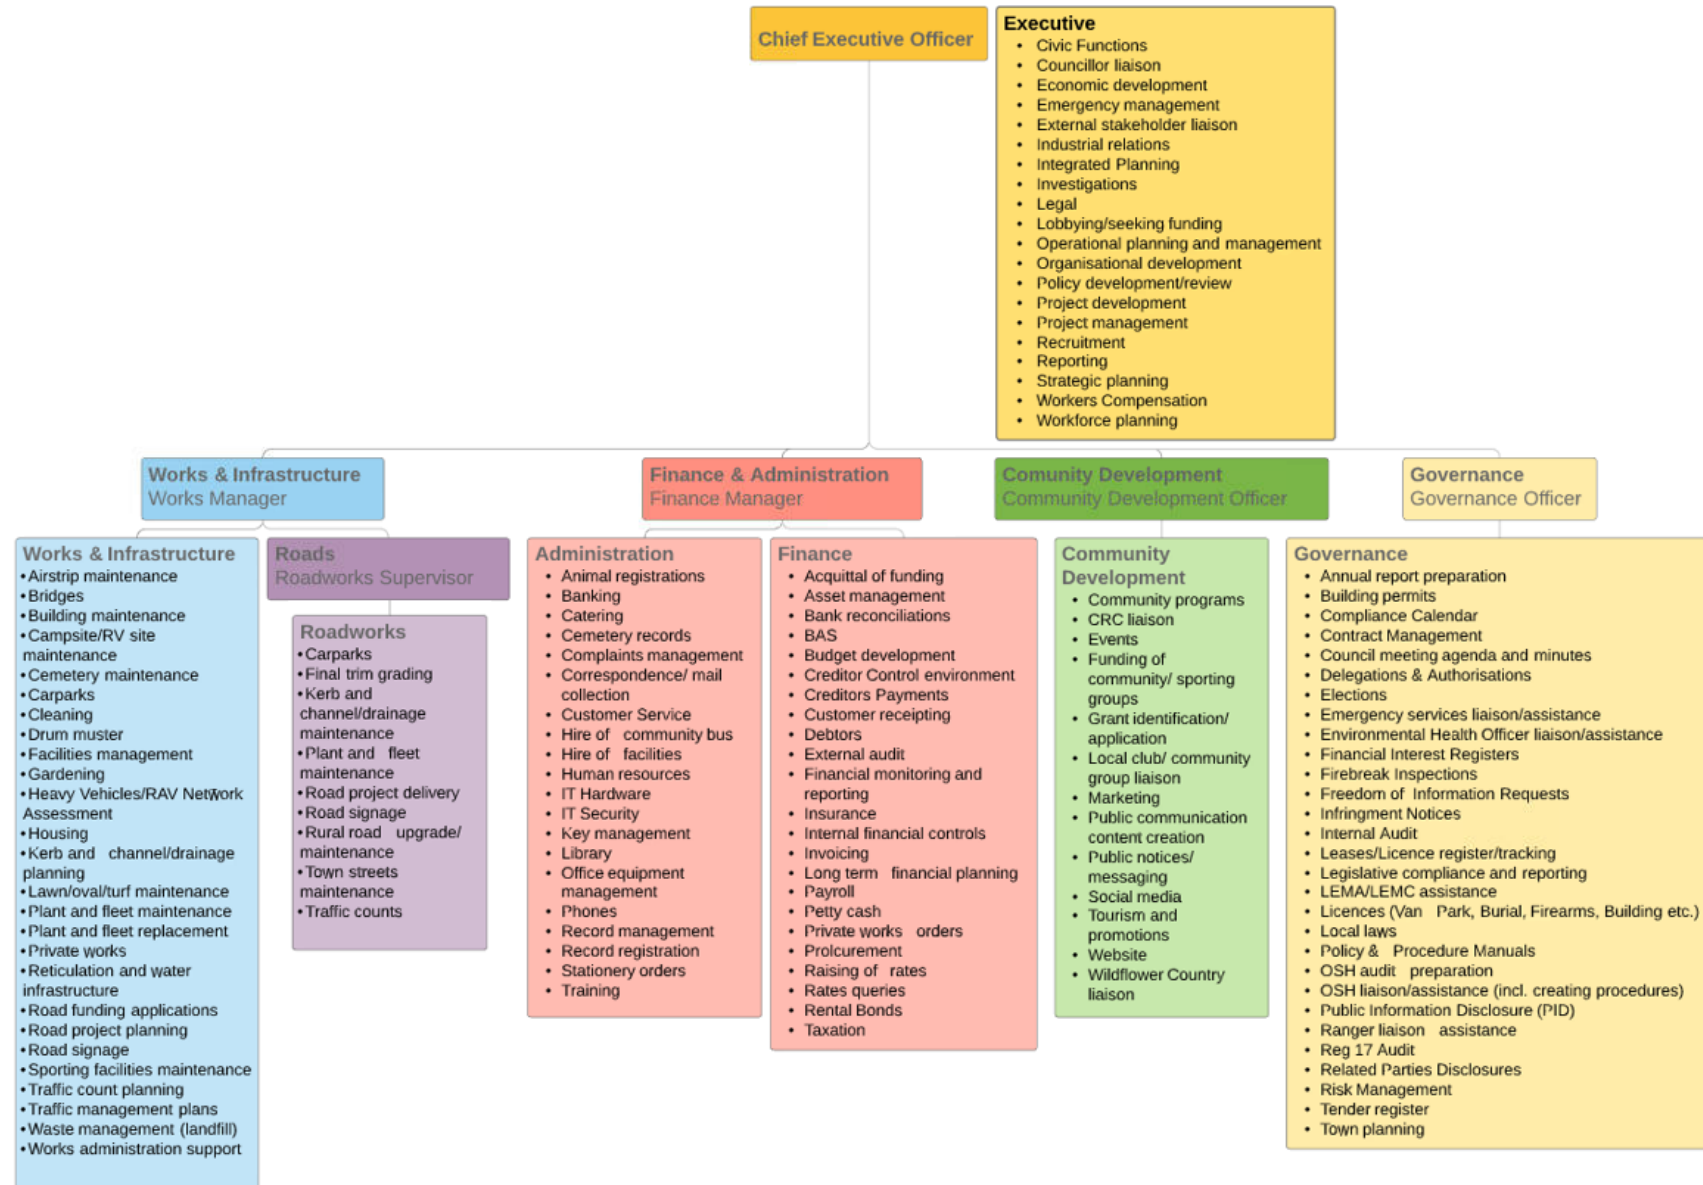 Chief Executive Officer
Executive
• Civic Functions
• Councillor liaison
• Economic development
• Emergency management
• External stakeholder liaison
• Industrial relations
• Integrated Planning
• Investigations
• Legal
• Lobbying/seeking funding
• Operational planning and management
• Organisational development
• Policy development/review
• Project development
• Project management
• Recruitment
• Reporting
• Strategic planning
• Workers Compensation
• Workforce planning
Works & Infrastructure
Works Manager
Finance & Administration
Finance Manager
Comunity Development
Community Development Officer
Governance
Governance Officer
Works & Infrastructure
• Airstrip maintenance
• Bridges
• Building maintenance
• Campsite/RV site
maintenance
• Cemetery maintenance
• Carparks
• Cleaning
• Drum muster
• Facilities management
• Gardening
• Heavy Vehicles/RAV Network
Assessment
• Housing
• Kerb and channel/drainage
planning
• Lawn/oval/turf maintenance
• Plant and fleet maintenance
• Plant and fleet replacement
• Private works
• Reticulation and water
infrastructure
• Road funding applications
• Road project planning
• Road signage
• Sporting facilities maintenance
• Traffic count planning
• Traffic management plans
• Waste management (landfill)
• Works administration support
Roads
Roadworks Supervisor
Roadworks
• Carparks
• Final trim grading
• Kerb and
channel/drainage
maintenance
• Plant and fleet
maintenance
• Road project delivery
• Road signage
• Rural road upgrade/
maintenance
• Town streets
maintenance
• Traffic counts
Administration
• Animal registrations
• Banking
• Catering
• Cemetery records
• Complaints management
• Correspondence/ mail
collection
• Customer Service
• Hire of community bus
• Hire of facilities
• Human resources
• IT Hardware
• IT Security
• Key management
• Library
• Office equipment
management
• Phones
• Record management
• Record registration
• Stationery orders
• Training
Finance
• Acquittal of funding
• Asset management
• Bank reconciliations
• BAS
• Budget development
• Creditor Control environment
• Creditors Payments
• Customer receipting
• Debtors
• External audit
• Financial monitoring and
reporting
• Insurance
• Internal financial controls
• Invoicing
• Long term financial planning
• Payroll
• Petty cash
• Private works orders
• Prolcurement
• Raising of rates
• Rates queries
• Rental Bonds
• Taxation
Community
Development
• Community programs
• CRC liaison
• Events
• Funding of
community/ sporting
groups
• Grant identification/
application
• Local club/ community
group liaison
• Marketing
• Public communication
content creation
• Public notices/
messaging
• Social media
• Tourism and
promotions
• Website
• Wildflower Country
liaison
Governance
• Annual report preparation
• Building permits
• Compliance Calendar
• Contract Management
• Council meeting agenda and minutes
• Delegations & Authorisations
• Elections
• Emergency services liaison/assistance
• Environmental Health Officer liaison/assistance
• Financial Interest Registers
• Firebreak Inspections
• Freedom of Information Requests
• Infringment Notices
• Internal Audit
• Leases/Licence register/tracking
• Legislative compliance and reporting
• LEMA/LEMC assistance
• Licences (Van Park, Burial, Firearms, Building etc.)
• Local laws
• Policy & Procedure Manuals
• OSH audit preparation
• OSH liaison/assistance (incl. creating procedures)
• Public Information Disclosure (PID)
• Ranger liaison assistance
• Reg 17 Audit
• Related Parties Disclosures
• Risk Management
• Tender register
• Town planning